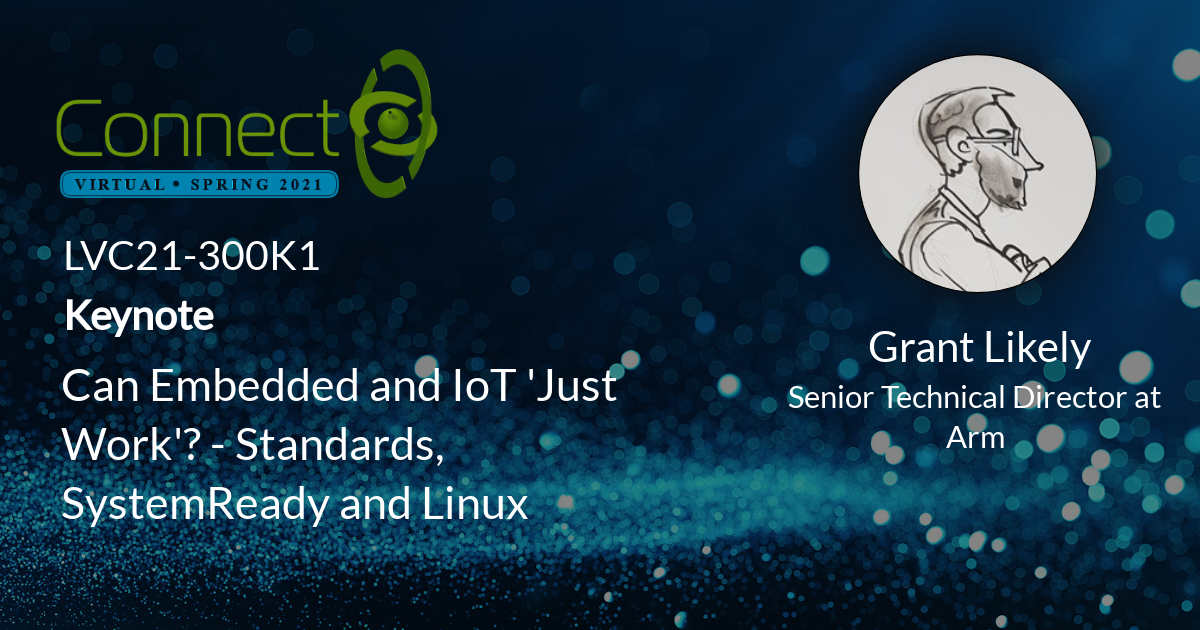 Connect
VIRTUAL • SPRING 2021
LVC21-300K1
Keynote
Can Embedded and IoT 'Just
Work'? - Standards,
SystemReady and Linux
Grant Likely
Senior Technical Director at
Arm